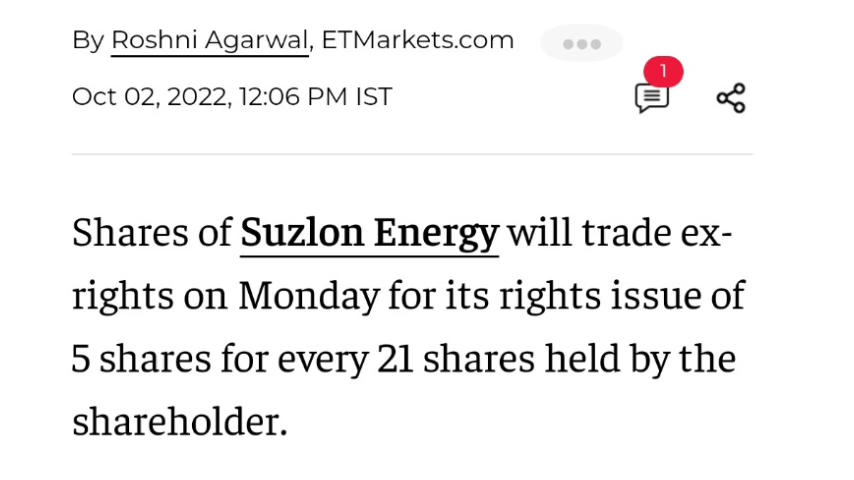 By Roshni Agarwal, ETMarkets.com
Oct 02, 2022, 12:06 PM IST
1
Shares of Suzlon Energy will trade ex-
rights on Monday for its rights issue of
5 shares for every 21 shares held by the
shareholder.